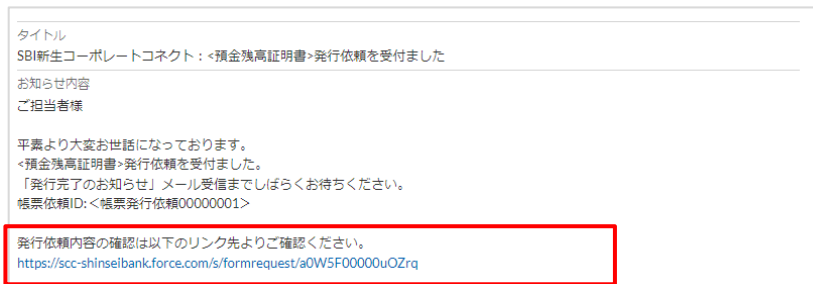 タイトル
SBI新生コーポレートコネクト：<預金残高証明書>発行依頼を受付ました
お知らせ内容
ご担当者様
平素より大変お世話になっております。
<預金残高証明書>発行依頼を受付ました。
「発行完了のお知らせ」メール受信までしばらくお待ちください。
帳票依頼ID:<帳票発行依頼00000001>
発行依頼内容の確認は以下のリンク先よりご確認ください。
https://scc-shinseibank.force.com/s/formrequest/a0W5F00000uOZrq